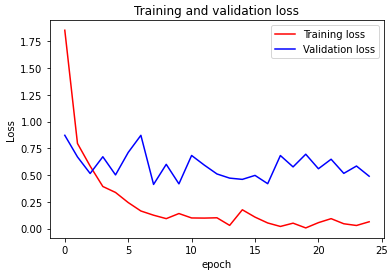 Training and validation loss
Training loss
Validation loss
Loss
1.75
1.50
1.25
1.00
0.75
0.50
0.25
0.00
0
5
10
15
20
25
epoch